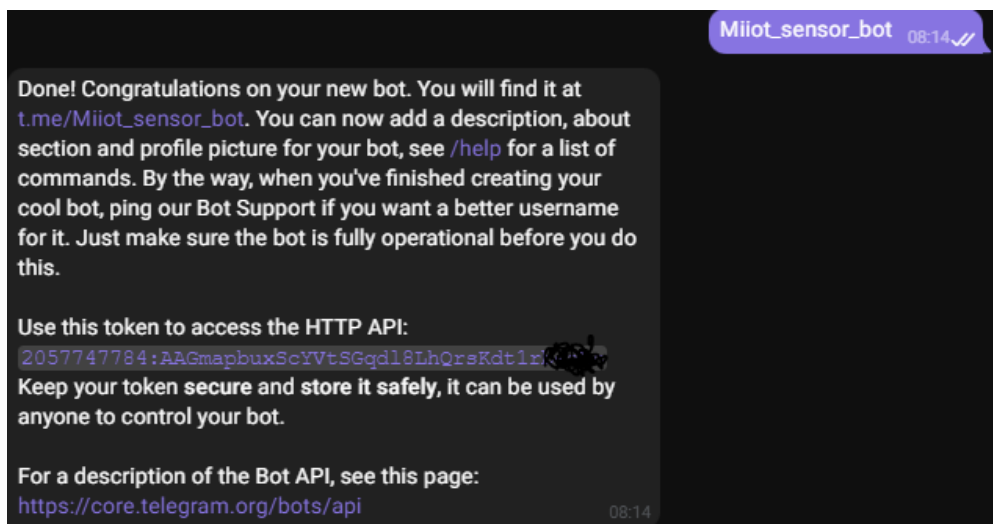 Miiot_sensor_bot 08:14
Done! Congratulations on your new bot. You will find it at
t.me/Miiot_sensor_bot. You can now add a description, about
section and profile picture for your bot, see /help for a list of
commands. By the way, when you've finished creating your
cool bot, ping our Bot Support if you want a better username
for it. Just make sure the bot is fully operational before you do
this.
Use this token to access the HTTP API:
2057747784:AAGmapbuxScYVtSGqdl8LhQrsKdt1r
Keep your token secure and store it safely, it can be used by
anyone to control your bot.
For a description of the Bot API, see this page:
https://core.telegram.org/bots/api 08:14